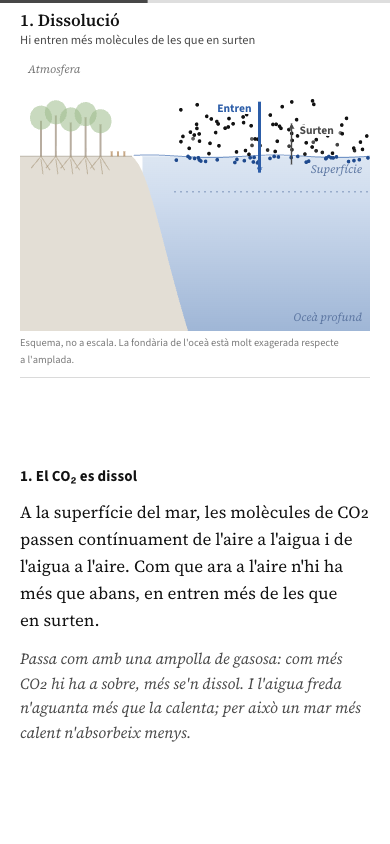 1. Dissolució
Hi entren més molècules de les que en surten
Atmosfera
Entren
Surten
Superfície
Oceà profund
Esquema, no a escala. La fondària de l'oceà està molt exagerada respecte
a l'amplada.
1. El CO₂ es dissol
A la superfície del mar, les molècules de CO2
passen contínuament de l'aire a l'aigua i de
l'aigua a l'aire. Com que ara a l'aire n'hi ha
més que abans, en entren més de les que
en surten.
Passa com amb una ampolla de gasosa: com més
CO2 hi ha a sobre, més se'n dissol. I l'aigua freda
n'aguanta més que la calenta; per això un mar més
calent n'absorbeix menys.